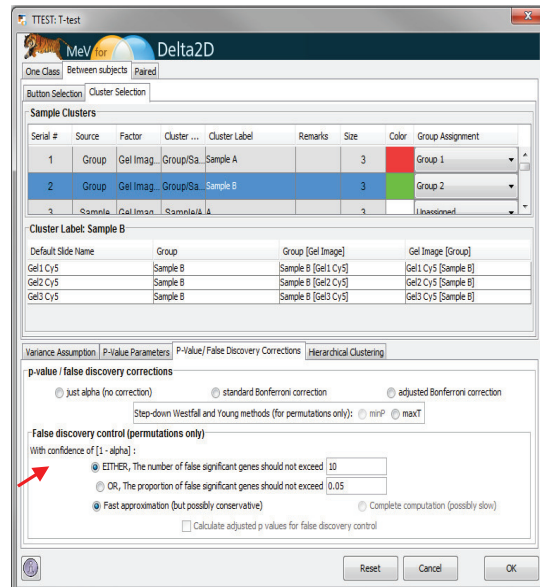 TTEST: T-test
MeV for Delta2D
One Class Between subjects Paired
Button Selection Cluster Selection
Sample Clusters
Serial # Source Factor Cluster ... Cluster Label Remarks Size Color Group Assignment
1 Group Gel Imag... Group/Sa... Sample A 3 Group 1
2 Group Gel Imag... Group/Sa... Sample B 3 Group 2
3 Sample Gel Imag Sample/A A 3 Unassigned
Cluster Label: Sample B
Default Slide Name Group Group [Gel Image] Gel Image [Group]
Gel1 Cy5 Sample B Sample B [Gel1 Cy5] Gel1 Cy5 [Sample B]
Gel2 Cy5 Sample B Sample B [Gel2 Cy5] Gel2 Cy5 [Sample B]
Gel3 Cy5 Sample B Sample B [Gel3 Cy5] Gel3 Cy5 [Sample B]
Variance Assumption P-Value Parameters P-Value/ False Discovery Corrections Hierarchical Clustering
p-value / false discovery corrections
just alpha (no correction) standard Bonferroni correction adjusted Bonferroni correction
Step-down Westfall and Young methods (for permutations only): minP maxT
False discovery control (permutations only)
With confidence of [1 - alpha] :
EITHER, The number of false significant genes should not exceed 10
OR, The proportion of false significant genes should not exceed 0.05
Fast approximation (but possibly conservative) Complete computation (possibly slow)
Calculate adjusted p values for false discovery control
Reset Cancel OK